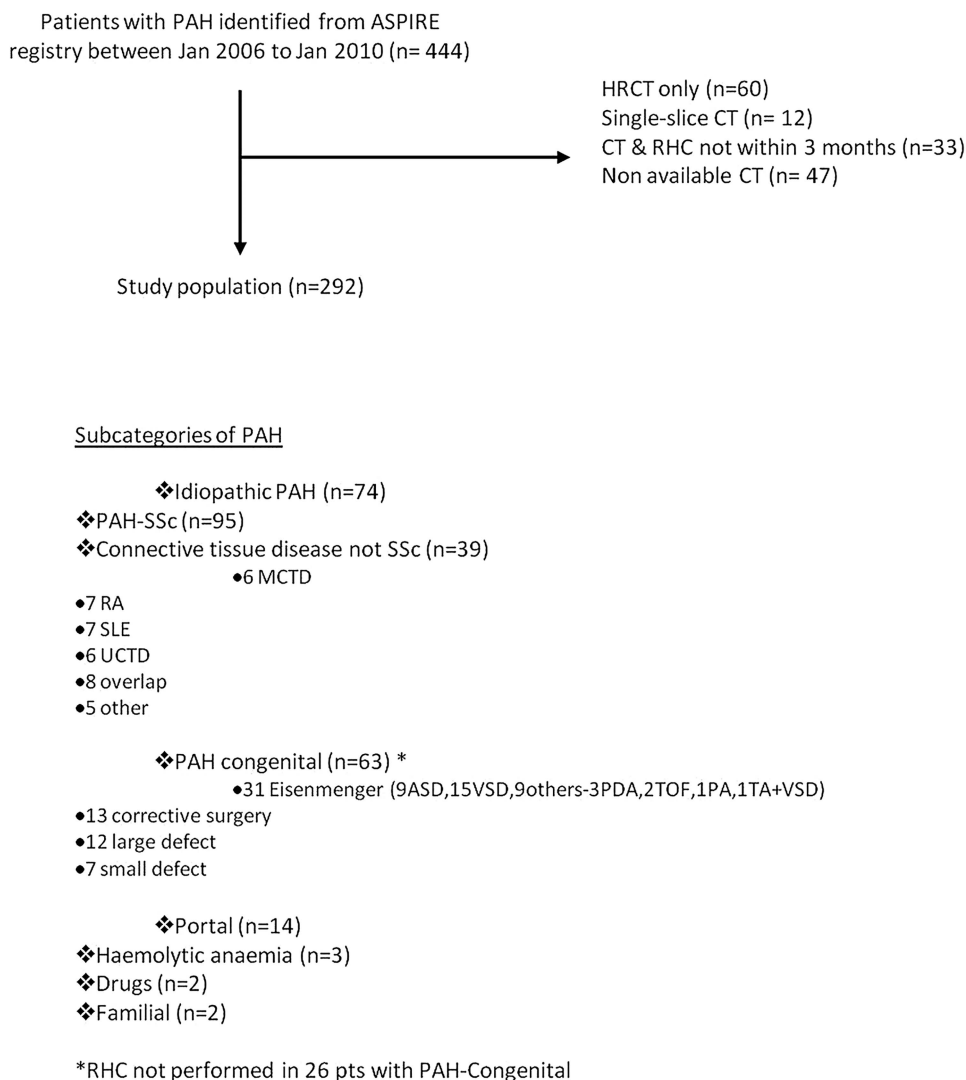 Patients with PAH identified from ASPIRE
registry between Jan 2006 to Jan 2010 (n= 444)
HRCT only (n=60)
Single-slice CT (n= 12)
CT & RHC not within 3 months (n=33)
Non available CT (n= 47)
Study population (n=292)
Subcategories of PAH
❖Idiopathic PAH (n=74)
❖PAH-SSc (n=95)
❖Connective tissue disease not SSc (n=39)
●6 MCTD
●7 RA
●7 SLE
●6 UCTD
●8 overlap
●5 other
❖PAH congenital (n=63) *
●31 Eisenmenger (9ASD,15VSD,9others-3PDA,2TOF,1PA,1TA+VSD)
●13 corrective surgery
●12 large defect
●7 small defect
❖Portal (n=14)
❖Haemolytic anaemia (n=3)
❖Drugs (n=2)
❖Familial (n=2)
*RHC not performed in 26 pts with PAH-Congenital